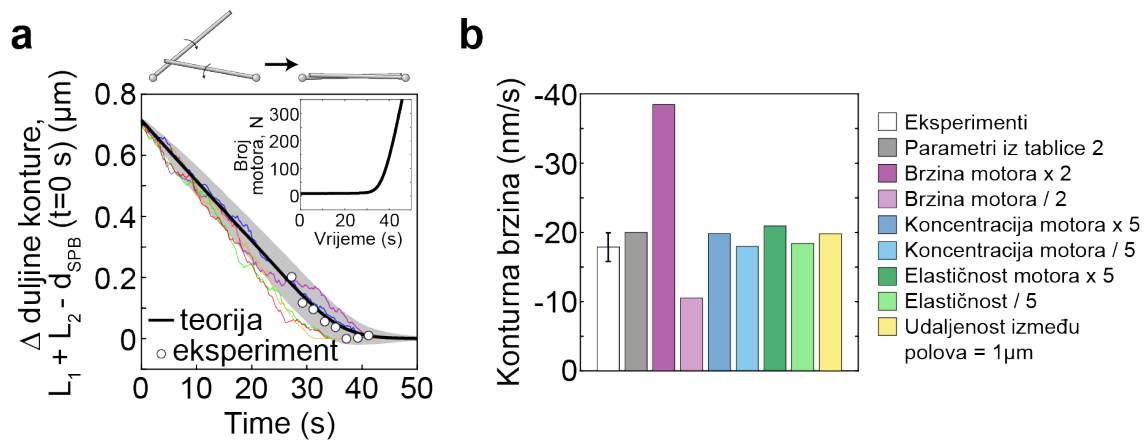 a
0.8
0.6
0.4
0.2
0
0
10
20
30
40
50
Δ duljine konture,
L1 + L2 - dSPB (t=0 s) (µm)
Time (s)
teorija
eksperiment
300
200
100
0
0
20
40
Broj
motora, N
Vrijeme (s)
b
-40
-30
-20
-10
0
Konturna brzina (nm/s)
Eksperimenti
Parametri iz tablice 2
Brzina motora x 2
Brzina motora / 2
Koncentracija motora x 5
Koncentracija motora / 5
Elastičnost motora x 5
Elastičnost / 5
Udaljenost između
polova = 1µm